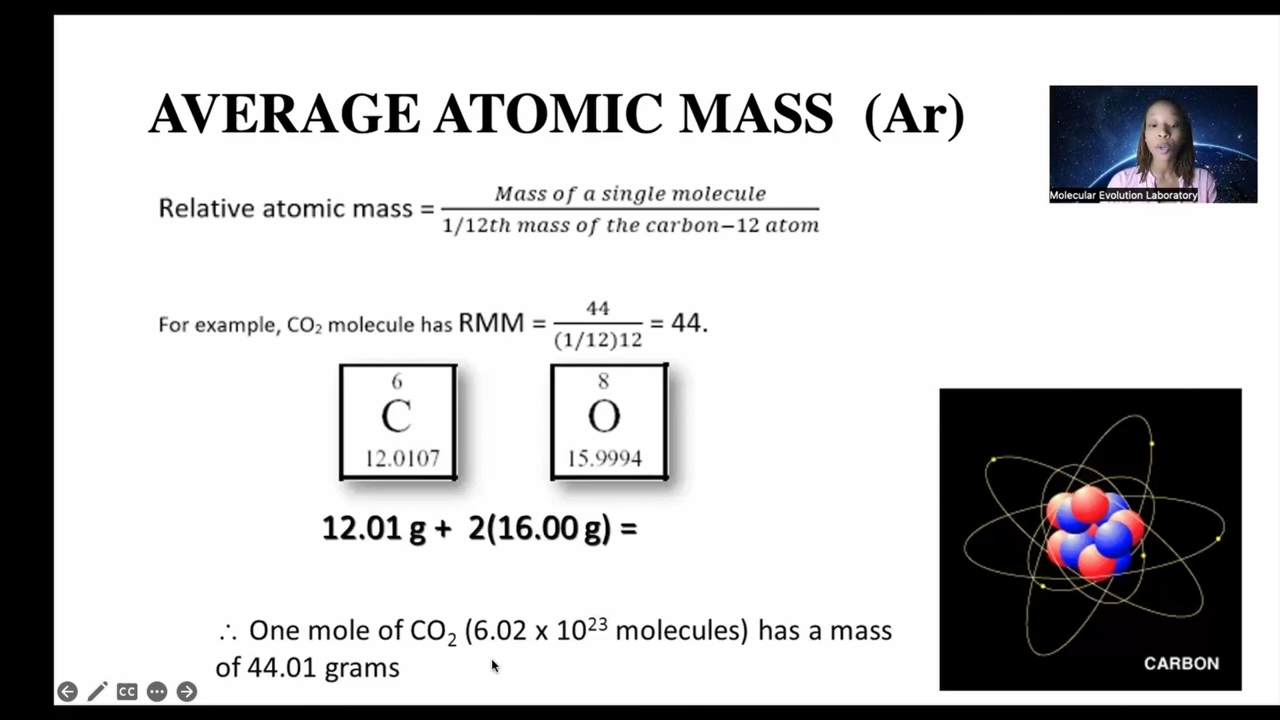 AVERAGE ATOMIC MASS (Ar)
Molecular Evolution Laboratory
Relative atomic mass = Mass of a single molecule / 1/12th mass of the carbon−12 atom
For example, CO₂ molecule has RMM = 44 / (1/12)12 = 44.
6
C
12.0107
8
O
15.9994
12.01 g + 2(16.00 g) =
∴ One mole of CO₂ (6.02 x 10²³ molecules) has a mass
of 44.01 grams
CARBON
CC